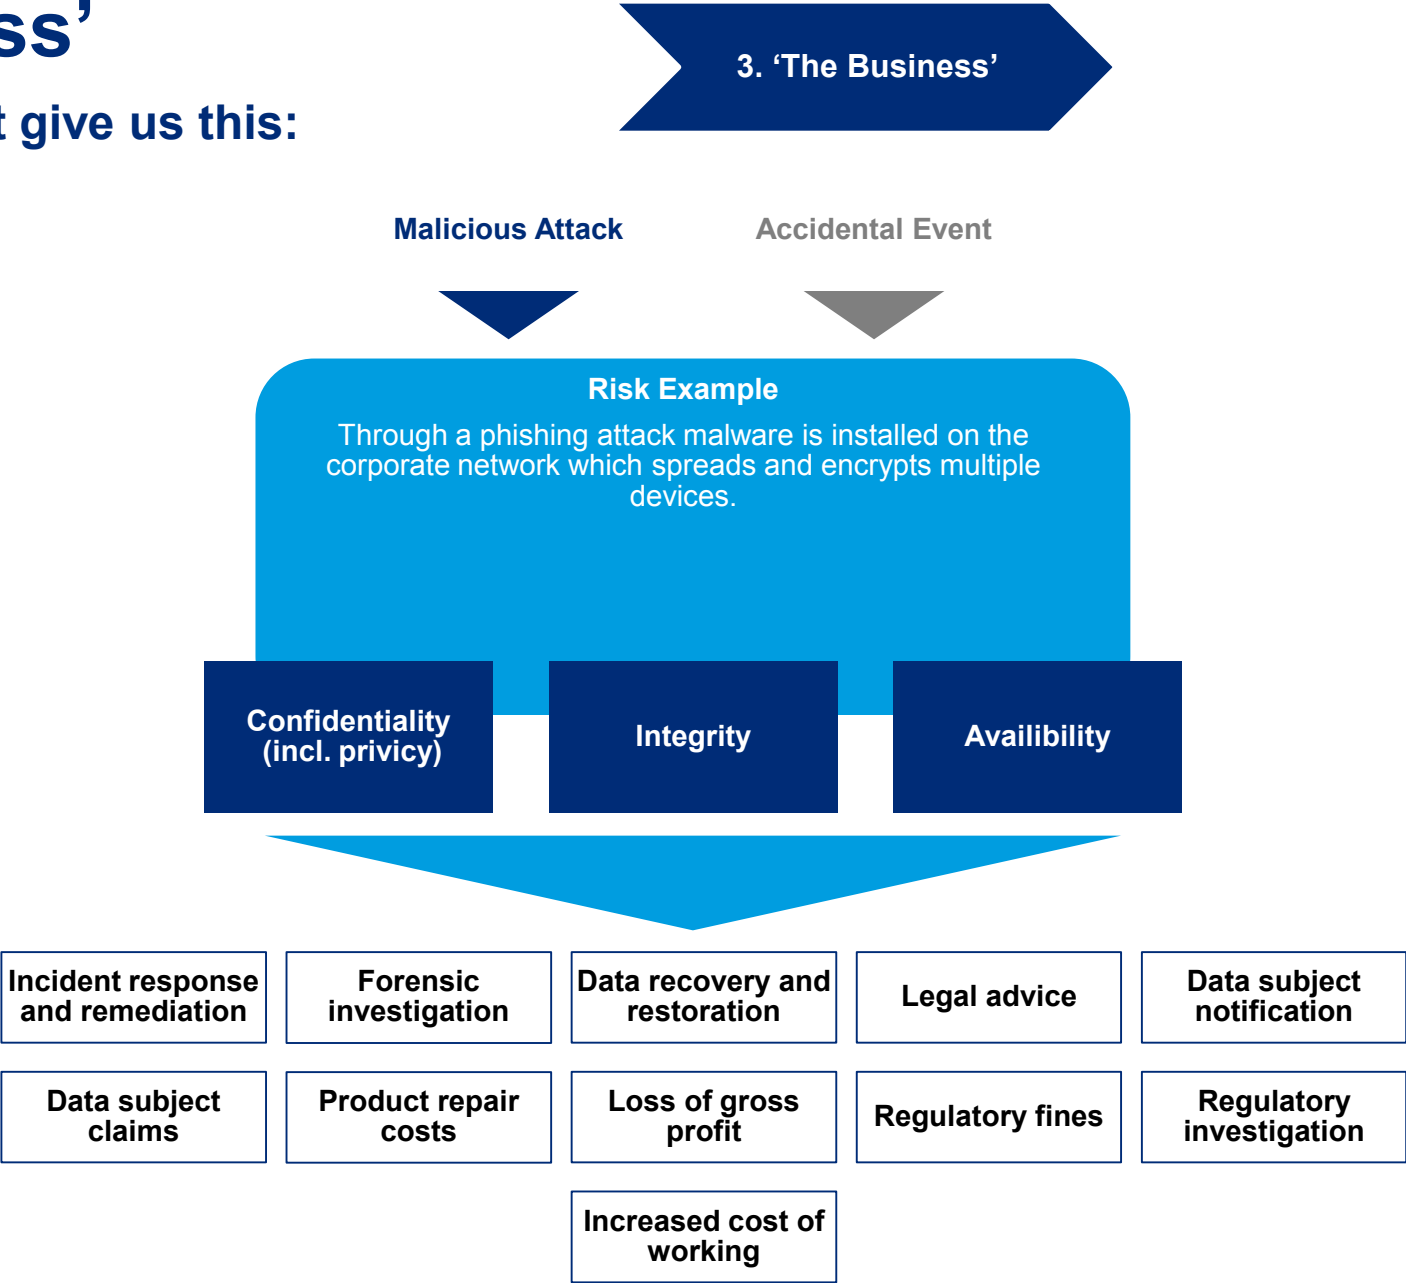 ss’
3. ‘The Business’
t give us this:
Malicious Attack
Accidental Event
Risk Example
Through a phishing attack malware is installed on the
corporate network which spreads and encrypts multiple
devices.
Confidentiality
(incl. privicy)
Integrity
Availibility
Incident response
and remediation
Forensic
investigation
Data recovery and
restoration
Legal advice
Data subject
notification
Data subject
claims
Product repair
costs
Loss of gross
profit
Regulatory fines
Regulatory
investigation
Increased cost of
working